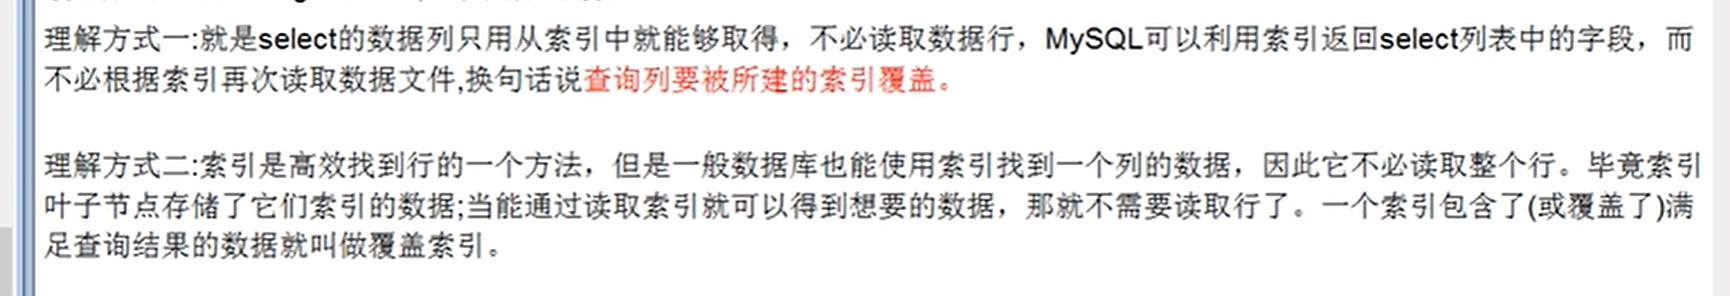 理解方式一:就是select的数据列只用从索引中就能够取得，不必读取数据行，MySQL可以利用索引返回select列表中的字段，而
不必根据索引再次读取数据文件,换句话说查询列要被所建的索引覆盖。
理解方式二:索引是高效找到行的一个方法，但是一般数据库也能使用索引找到一个列的数据，因此它不必读取整个行。毕竟索引
叶子节点存储了它们索引的数据;当能通过读取索引就可以得到想要的数据，那就不需要读取行了。一个索引包含了(或覆盖了)满
足查询结果的数据就叫做覆盖索引。